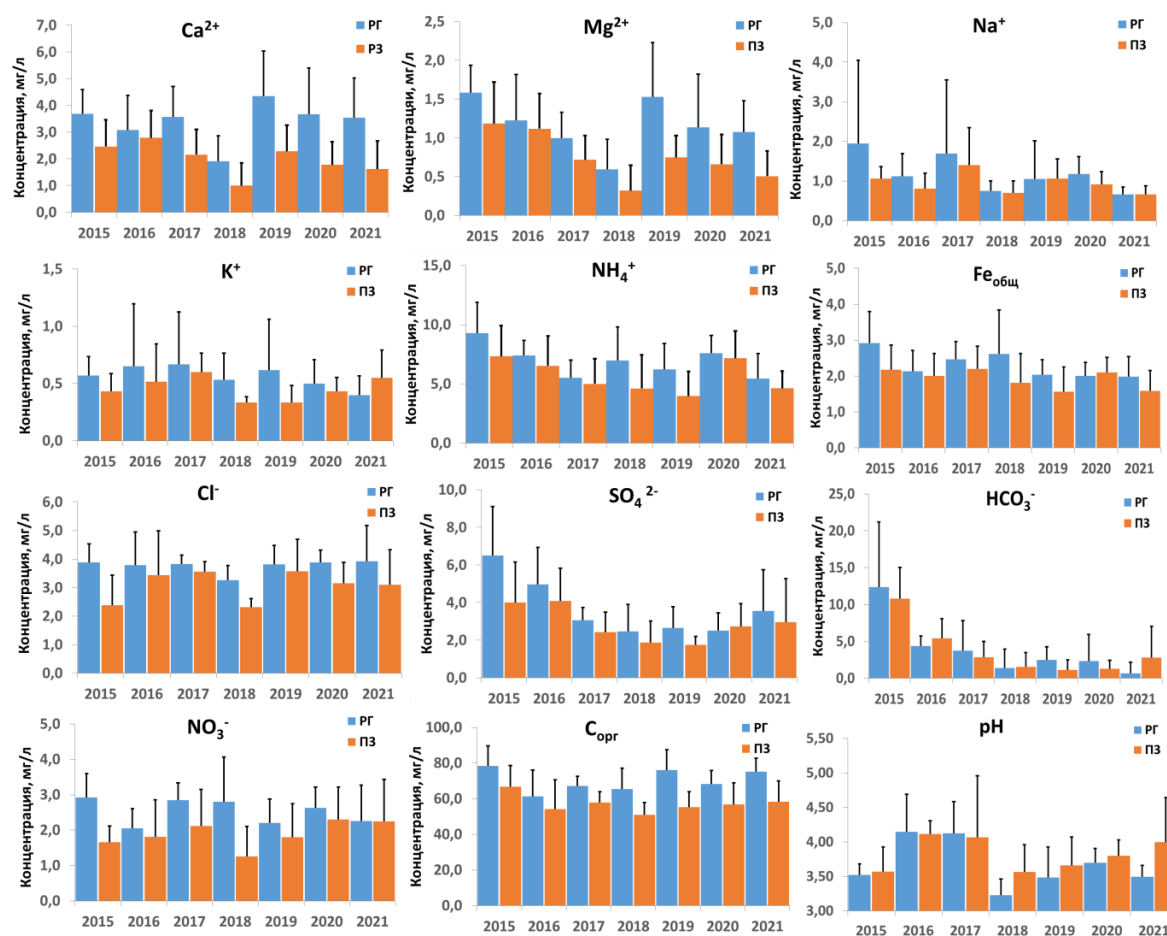 Ca²⁺
Концентрация, мг/л
7,0
6,0
5,0
4,0
3,0
2,0
1,0
0,0
РГ
РЗ
2015 2016 2017 2018 2019 2020 2021
Mg²⁺
Концентрацяии, мг/л
2,5
2,0
1,5
1,0
0,5
0,0
РГ
ПЗ
2015 2016 2017 2018 2019 2020 2021
Na⁺
Концентрация, мг/л
5,0
4,0
3,0
2,0
1,0
0,0
РГ
ПЗ
2015 2016 2017 2018 2019 2020 2021
K⁺
Концентрация, мг/л
1,5
1,0
0,5
0,0
РГ
ПЗ
2015 2016 2017 2018 2019 2020 2021
NH₄⁺
Концентрация, мг/л
15,0
10,0
5,0
0,0
РГ
ПЗ
2015 2016 2017 2018 2019 2020 2021
Feобщ
Концентрация, мг/л
5,0
4,0
3,0
2,0
1,0
0,0
РГ
ПЗ
2015 2016 2017 2018 2019 2020 2021
Cl⁻
Концентрация, мг/л
6,0
5,0
4,0
3,0
2,0
1,0
0,0
РГ
ПЗ
2015 2016 2017 2018 2019 2020 2021
SO₄ ²⁻
Концентрация, мг/л
10,0
8,0
6,0
4,0
2,0
0,0
РГ
ПЗ
2015 2016 2017 2018 2019 2020 2021
HCO₃⁻
Концентрация, мг/л
25,0
20,0
15,0
10,0
5,0
0,0
РГ
ПЗ
2015 2016 2017 2018 2019 2020 2021
NO₃⁻
Концентрация, мг/л
5,0
4,0
3,0
2,0
1,0
0,0
РГ
ПЗ
2015 2016 2017 2018 2019 2020 2021
Cорг
Концентрация, мг/л
100,0
80,0
60,0
40,0
20,0
0,0
РГ
ПЗ
2015 2016 2017 2018 2019 2020 2021
pH
Концентрация, мг/л
5,50
5,00
4,50
4,00
3,50
3,00
РГ
ПЗ
2015 2016 2017 2018 2019 2020 2021